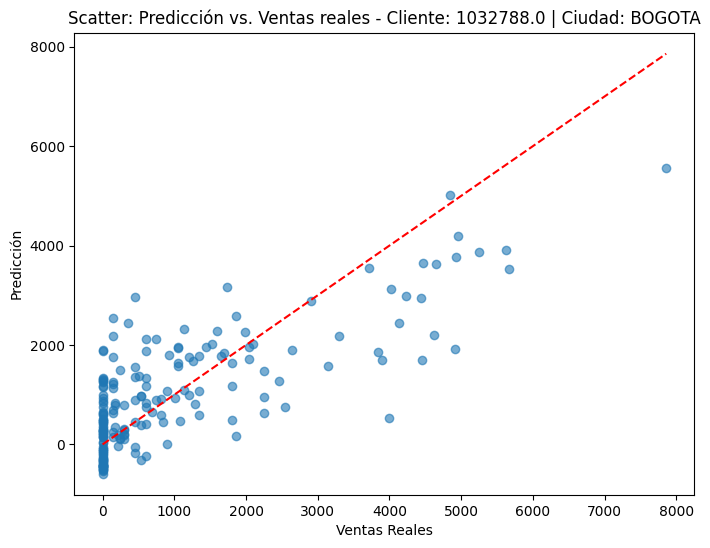 Scatter: Predicción vs. Ventas reales - Cliente: 1032788.0 | Ciudad: BOGOTA
8000
6000
4000
2000
0
Predicción
0 1000 2000 3000 4000 5000 6000 7000 8000
Ventas Reales